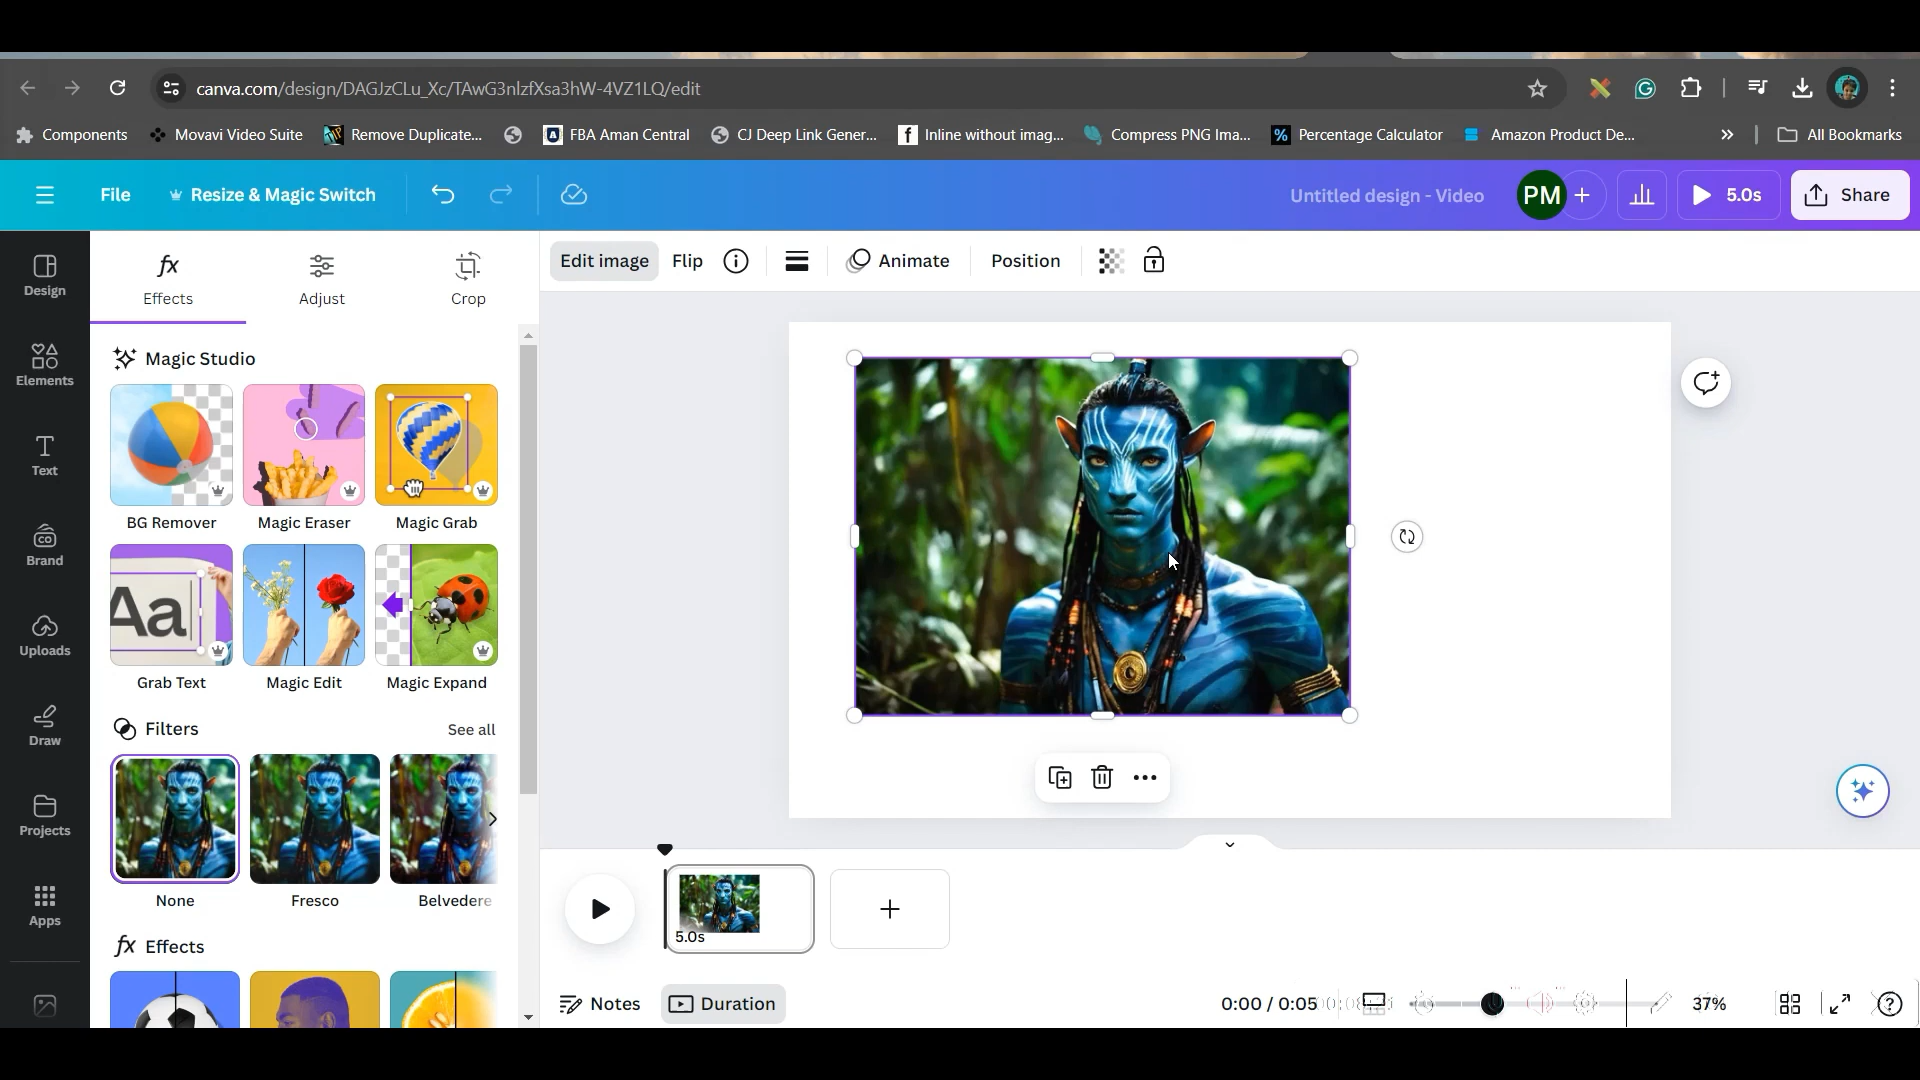 canva.com/design/DAGJzCLu_Xc/TAwG3nlzfXsa3hW-4VZ1LQ/edit
Components Movavi Video Suite Remove Duplicate... FBA Aman Central CJ Deep Link Gener... Inline without imag... Compress PNG Ima... % Percentage Calculator Amazon Product De... » All Bookmarks
File Resize & Magic Switch Untitled design - Video PM + 5.0s Share
Edit image Flip Animate Position
Design
Elements
Text
Brand
Uploads
Draw
Projects
Apps
Effects Adjust Crop
Magic Studio
BG Remover Magic Eraser Magic Grab
Aa
Grab Text Magic Edit Magic Expand
Filters See all
None Fresco Belvedere
fx Effects
5.0s
Notes Duration 0:00 / 0:05 37%